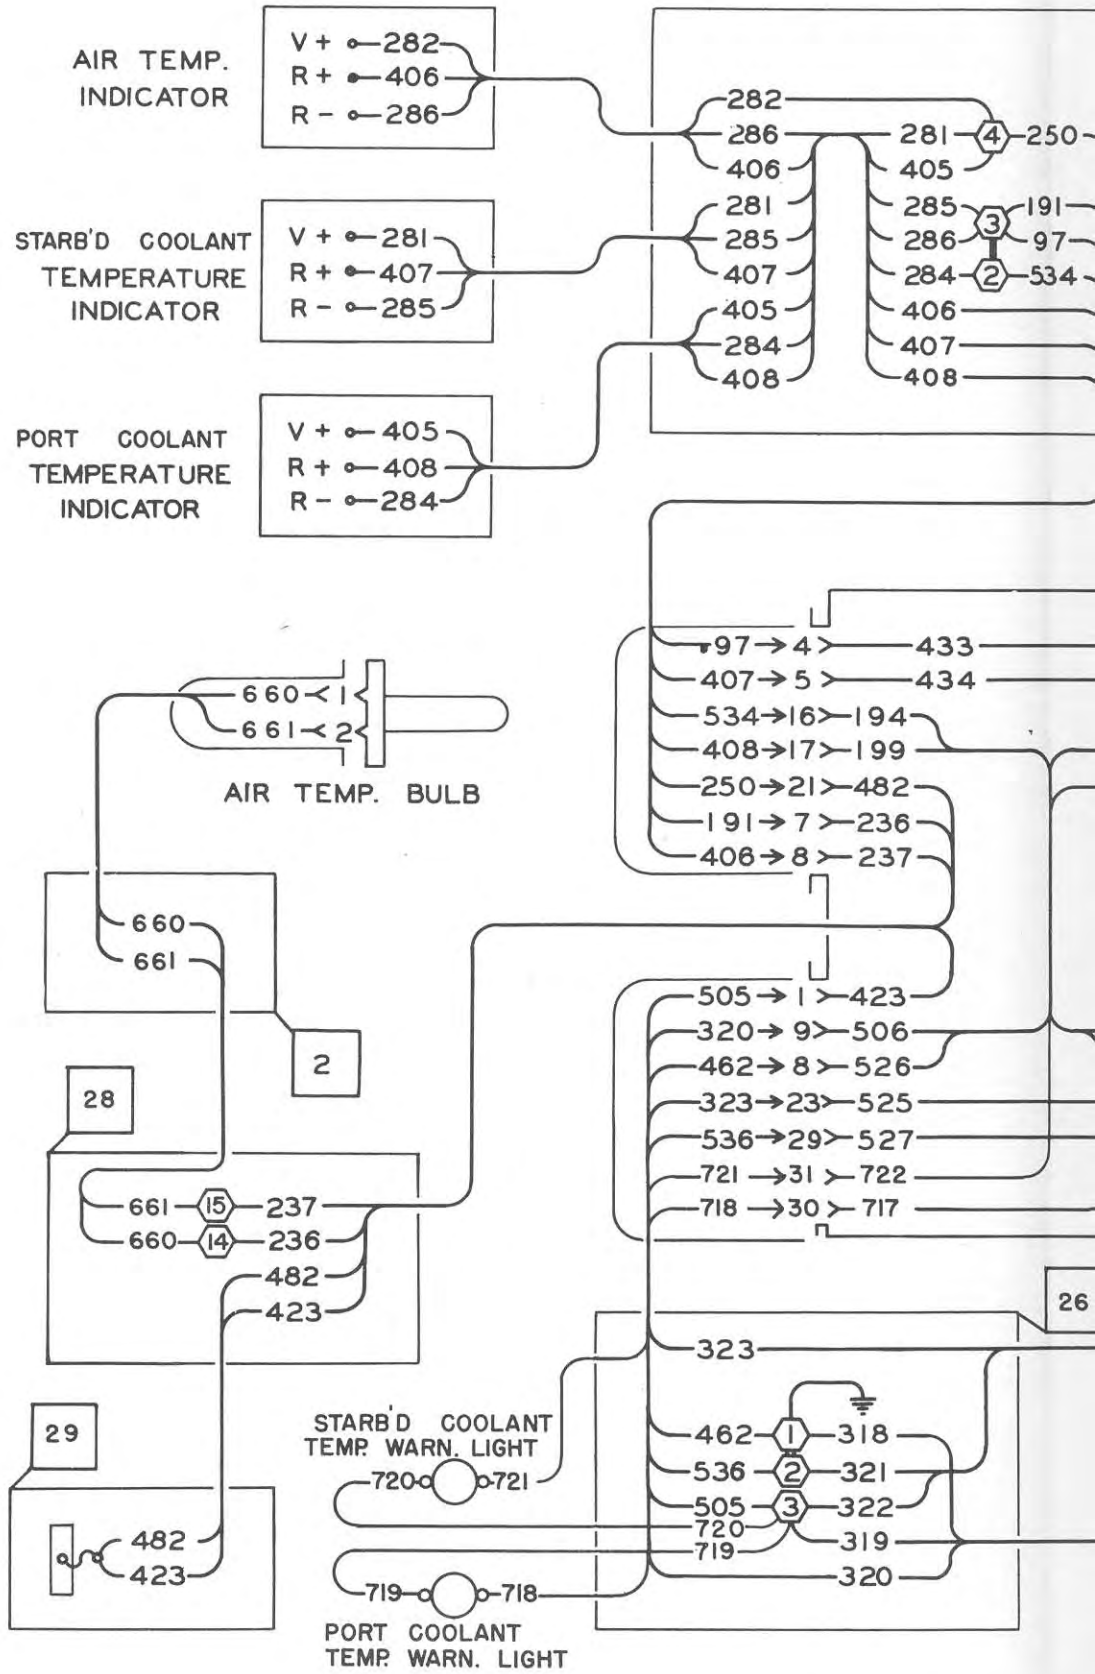 AIR TEMP.
INDICATOR
V + 282
R + 406
R - 286
282
286 281 4 250
406 405
STARB'D COOLANT
TEMPERATURE
INDICATOR
V + 281
R + 407
R - 285
281 285 3 191
285 286 97
407 284 2 534
405 406
284 407
408 408
PORT COOLANT
TEMPERATURE
INDICATOR
V + 405
R + 408
R - 284
97 4 433
407 5 434
534 16 194
408 17 199
250 21 482
191 7 236
406 8 237
660 1
661 2
AIR TEMP. BULB
660
661
2
505 1 423
320 9 506
462 8 526
323 23 525
536 29 527
721 31 722
718 30 717
28
661 15 237
660 14 236
482
423
26
323
462 1 318
536 2 321
505 3 322
720
719 319
320
29
482
423
STARB'D COOLANT
TEMP. WARN. LIGHT
720 721
719 718
PORT COOLANT
TEMP. WARN. LIGHT